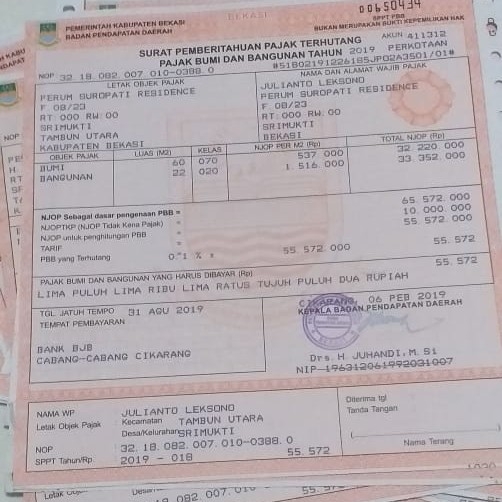 BEKASI
00650434
PEMERINTAH KABUPATEN BEKASI
BADAN PENDAPATAN DAERAH
SPPT PBB
BUKAN MERUPAKAN BUKTI KEPEMILIKAN HAK
SURAT PEMBERITAHUAN PAJAK TERHUTANG
PAJAK BUMI DAN BANGUNAN TAHUN 2019
AKUN 411312
PERKOTAAN
NOP 32.18.082.007.010-0388.0
#51802191226185JP02A3501/01#
LETAK OBJEK PAJAK
NAMA DAN ALAMAT WAJIB PAJAK
PERUM SUROPATI RESIDENCE
F 08/23
RT:000 RW:00
SRIMUKTI
TAMBUN UTARA
KABUPATEN BEKASI
JULIANTO LEKSONO
PERUM SUROPATI RESIDENCE
F 08/23
RT:000 RW:00
SRIMUKTI
BEKASI
OBJEK PAJAK LUAS (M2) KELAS NJOP PER M2 (Rp) TOTAL NJOP (Rp)
BUMI 60 070 537.000 32.220.000
BANGUNAN 22 020 1.516.000 33.352.000
NJOP Sebagai dasar pengenaan PBB = 65.572.000
NJOPTKP (NJOP Tidak Kena Pajak) = 10.000.000
NJOP untuk penghitungan PBB = 55.572.000
TARIF =
PBB yang Terhutang 0.1 % x 55.572.000 55.572
PAJAK BUMI DAN BANGUNAN YANG HARUS DIBAYAR (Rp) 55.572
LIMA PULUH LIMA RIBU LIMA RATUS TUJUH PULUH DUA RUPIAH
TGL JATUH TEMPO 31 AGU 2019
TEMPAT PEMBAYARAN
CIKARANG, 06 PEB 2019
KEPALA BADAN PENDAPATAN DAERAH
BANK BJB
CABANG-CABANG CIKARANG
Drs. H. JUHANDI, M. Si
NIP 196312061992031007
NAMA WP JULIANTO LEKSONO
Letak Objek Pajak Kecamatan TAMBUN UTARA
Desa/Kelurahan SRIMUKTI
NOP 32.18.082.007.010-0388.0
SPPT Tahun/Rp 2019 - 018 55.572
Diterima tgl
Tanda Tangan
Nama Terang